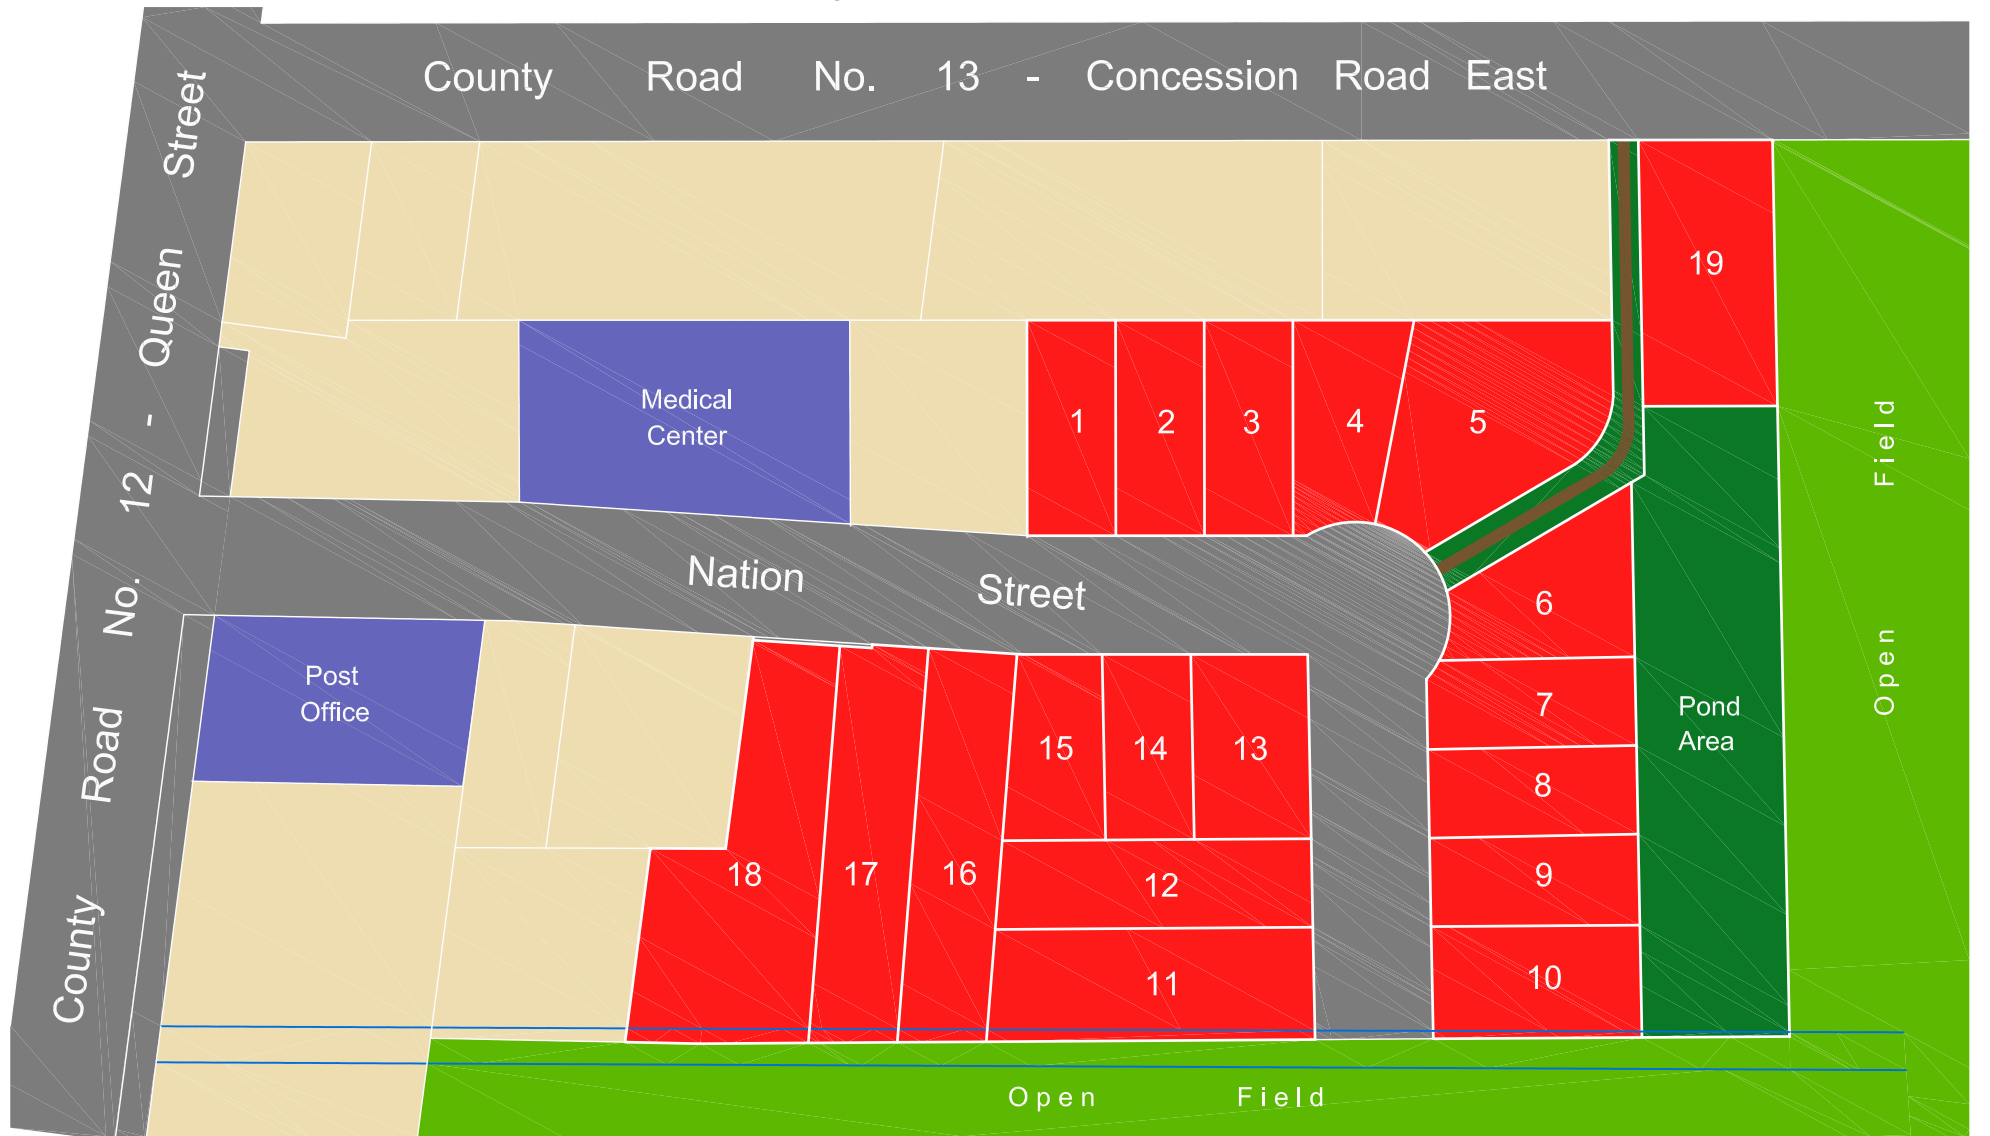 County Road No. 13 - Concession Road East
County Road No. 12 - Queen Street
19
Medical
Center
1
2
3
4
5
Field
Open
Nation Street
6
Post
Office
7
Pond
Area
15
14
13
8
18
17
16
12
9
11
10
Open Field